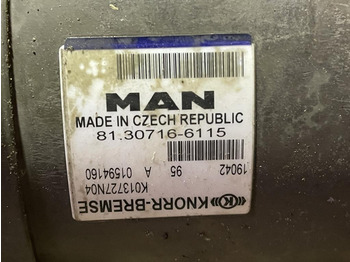 MAN
MADE IN CZECH REPUBLIC
81.30716-6115
19042 95 A 01594160
K013727N04
KNORR-BREMSE